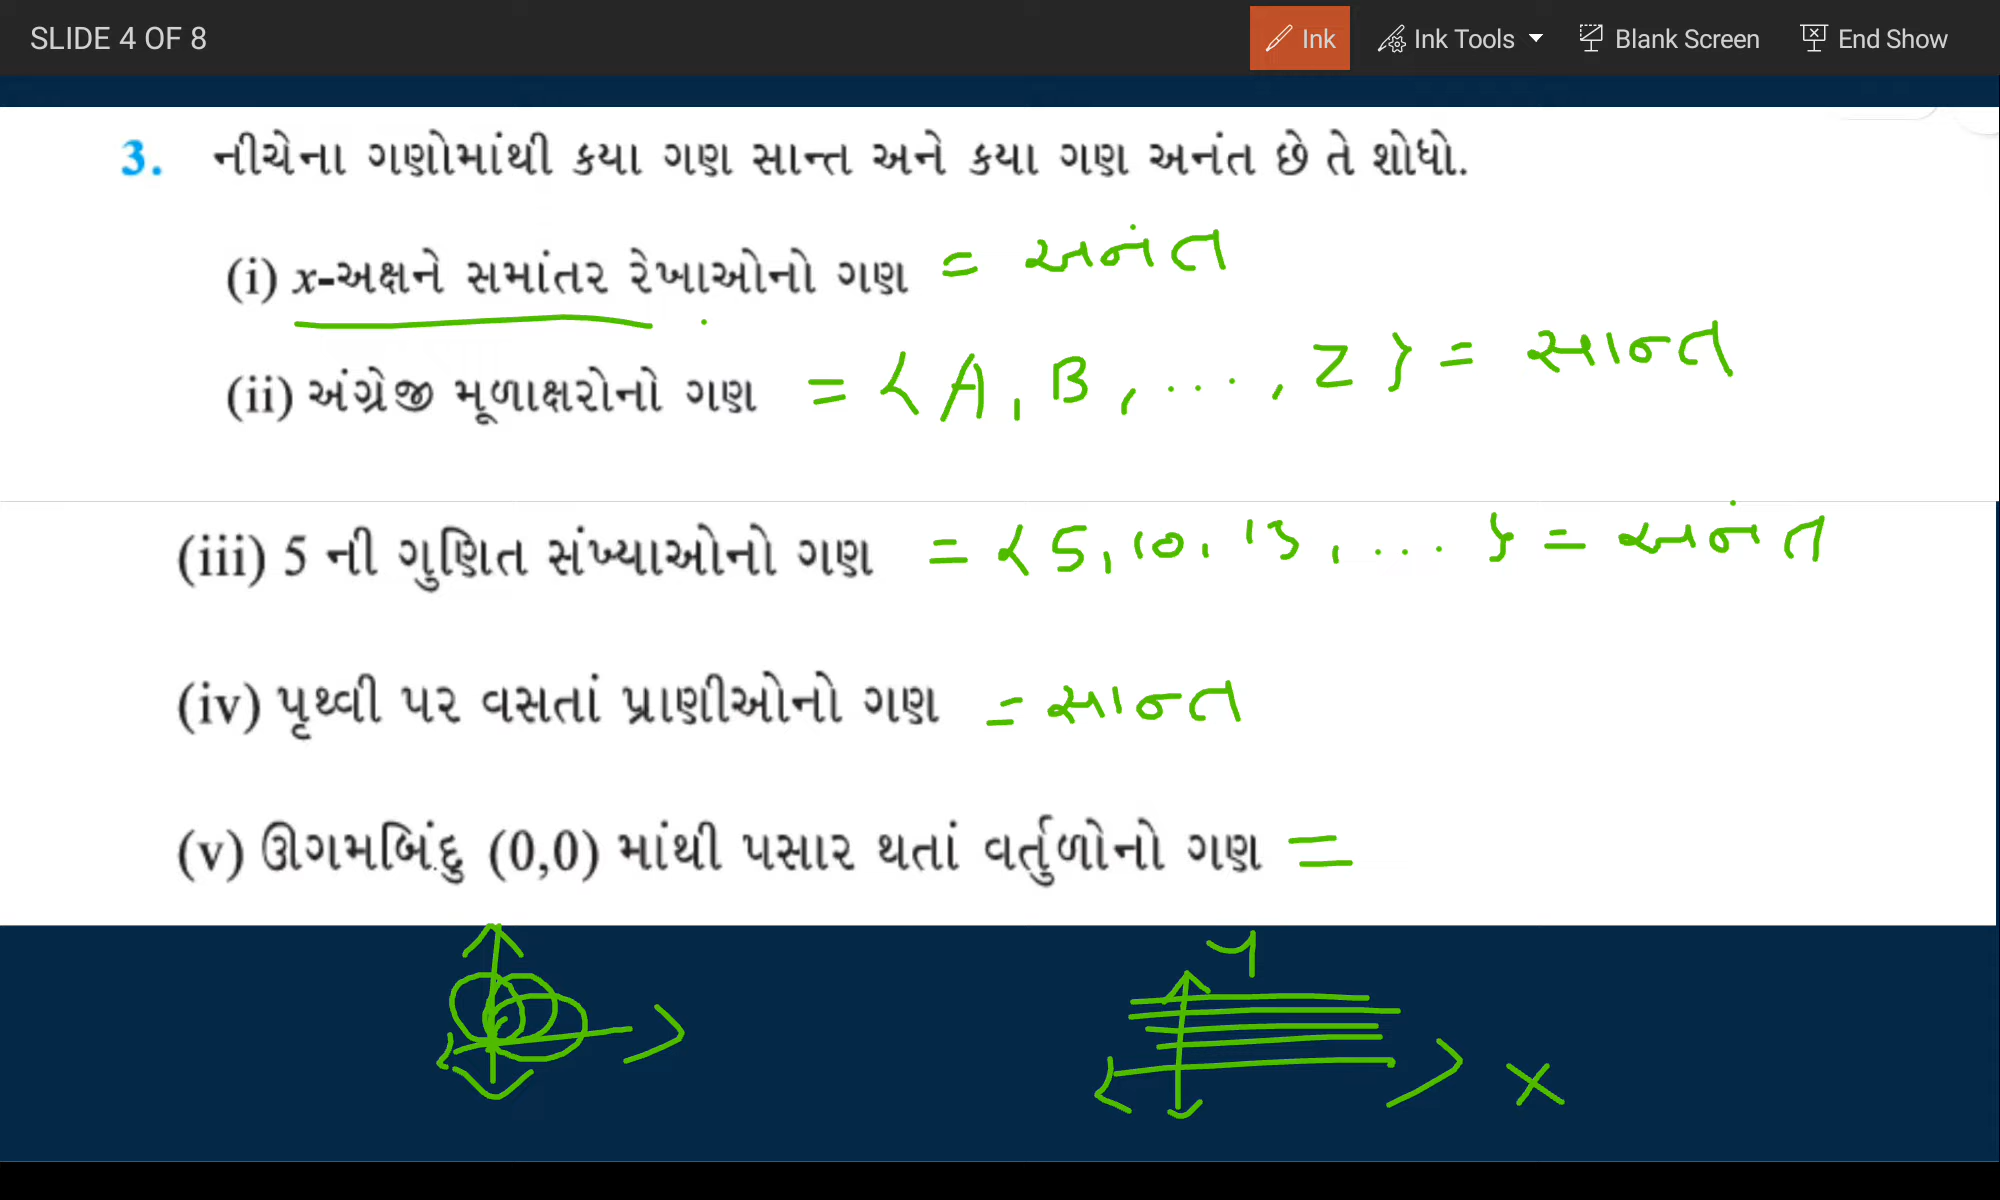 SLIDE 4 OF 8 Ink Ink Tools Blank Screen End Show
3. નીચેના ગણોમાંથી કયા ગણ સાન્ત અને કયા ગણ અનંત છે તે શોધો.
(i) x-અક્ષને સમાંતર રેખાઓનો ગણ = અનંત
(ii) અંગ્રેજી મૂળાક્ષરોનો ગણ = { A, B, ...., Z } = સાન્ત
(iii) 5 ની ગુણિત સંખ્યાઓનો ગણ = { 5, 10, 15, .... } = અનંત
(iv) પૃથ્વી પર વસતાં પ્રાણીઓનો ગણ = સાન્ત
(v) ઊગમબિંદુ (0,0) માંથી પસાર થતાં વર્તુળોનો ગણ =
Y
X